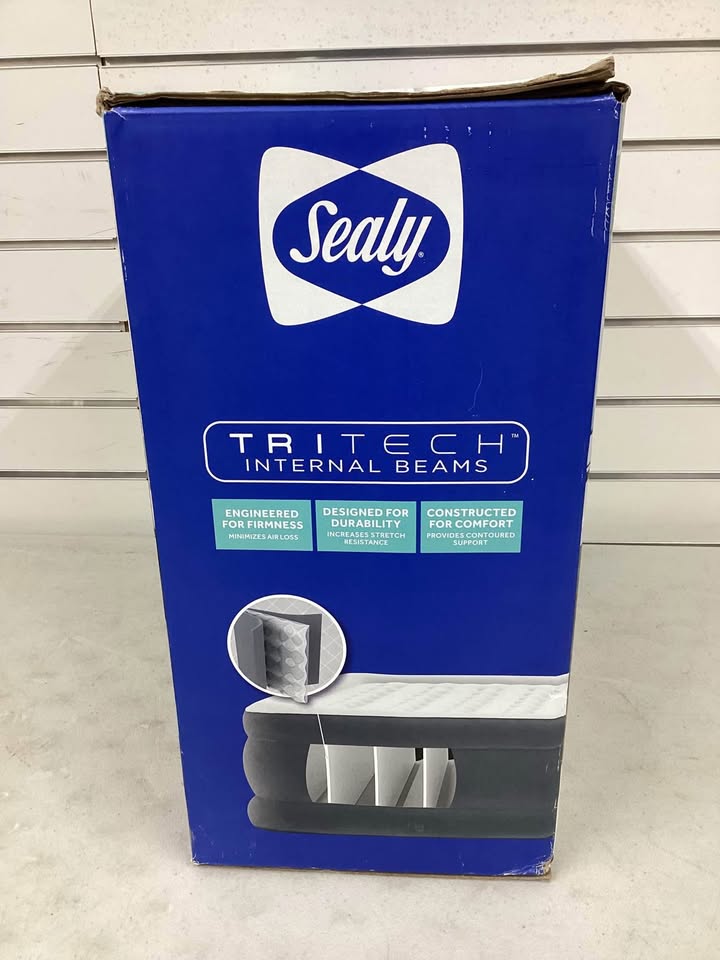 Sealy®
TRITECH™
INTERNAL BEAMS
ENGINEERED
FOR FIRMNESS
MINIMIZES AIR LOSS
DESIGNED FOR
DURABILITY
INCREASES STRETCH
RESISTANCE
CONSTRUCTED
FOR COMFORT
PROVIDES CONTOURED
SUPPORT